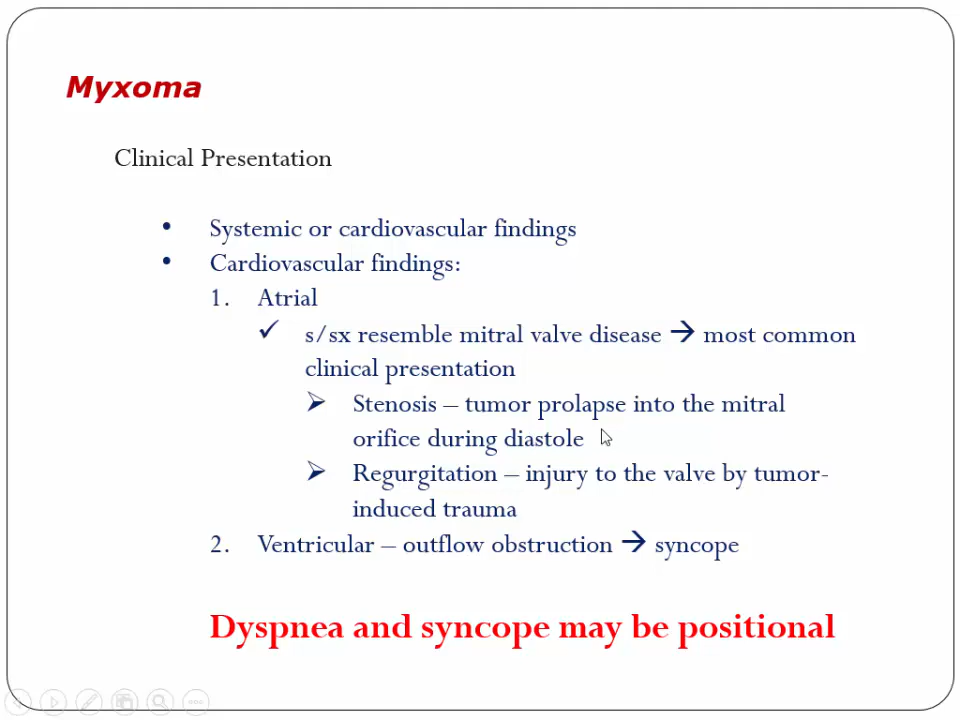 Myxoma
Clinical Presentation
• Systemic or cardiovascular findings
• Cardiovascular findings:
1. Atrial
✓ s/sx resemble mitral valve disease → most common
clinical presentation
➢ Stenosis – tumor prolapse into the mitral
orifice during diastole
➢ Regurgitation – injury to the valve by tumor-
induced trauma
2. Ventricular – outflow obstruction → syncope
Dyspnea and syncope may be positional